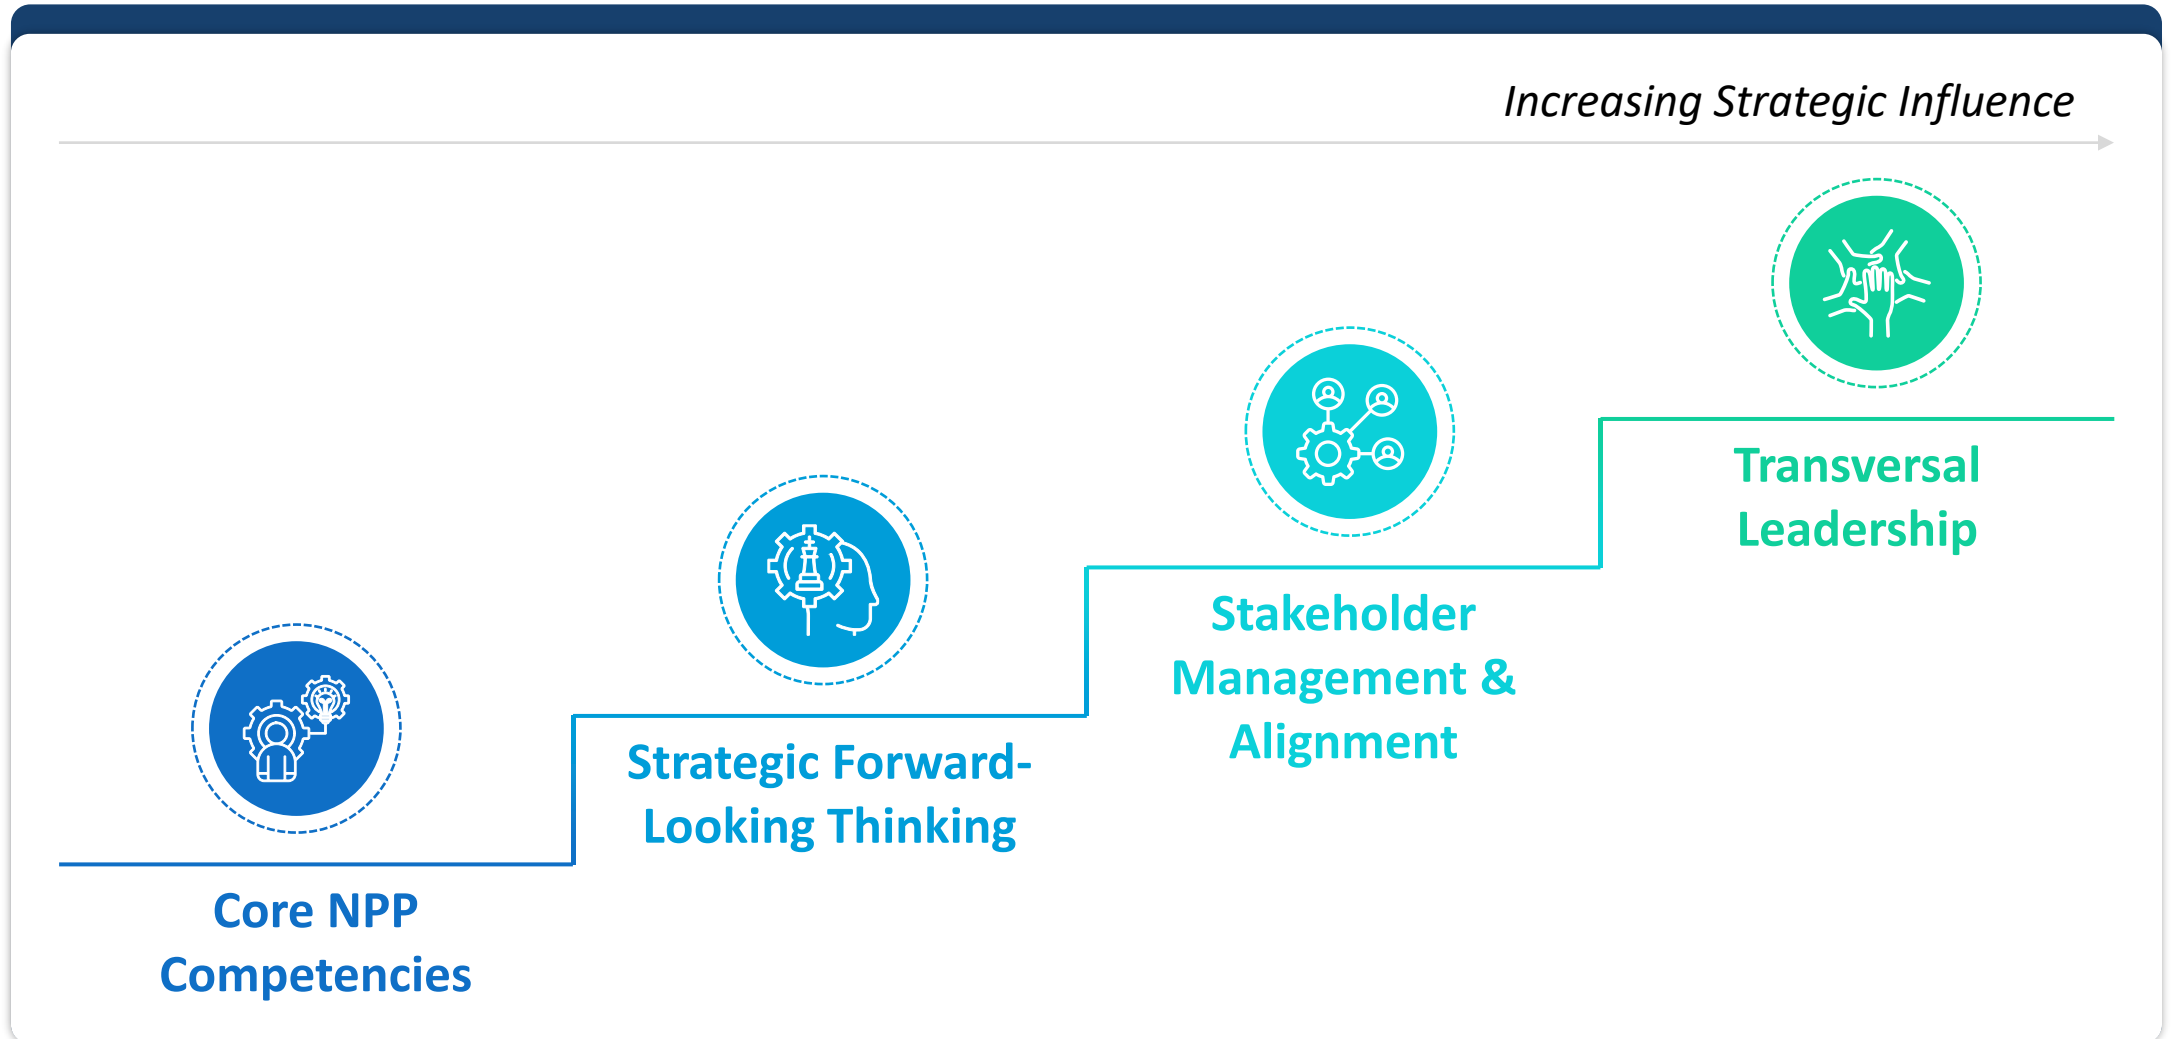 Increasing Strategic Influence
Transversal
Leadership
Stakeholder
Management &
Alignment
Strategic Forward-
Looking Thinking
Core NPP
Competencies